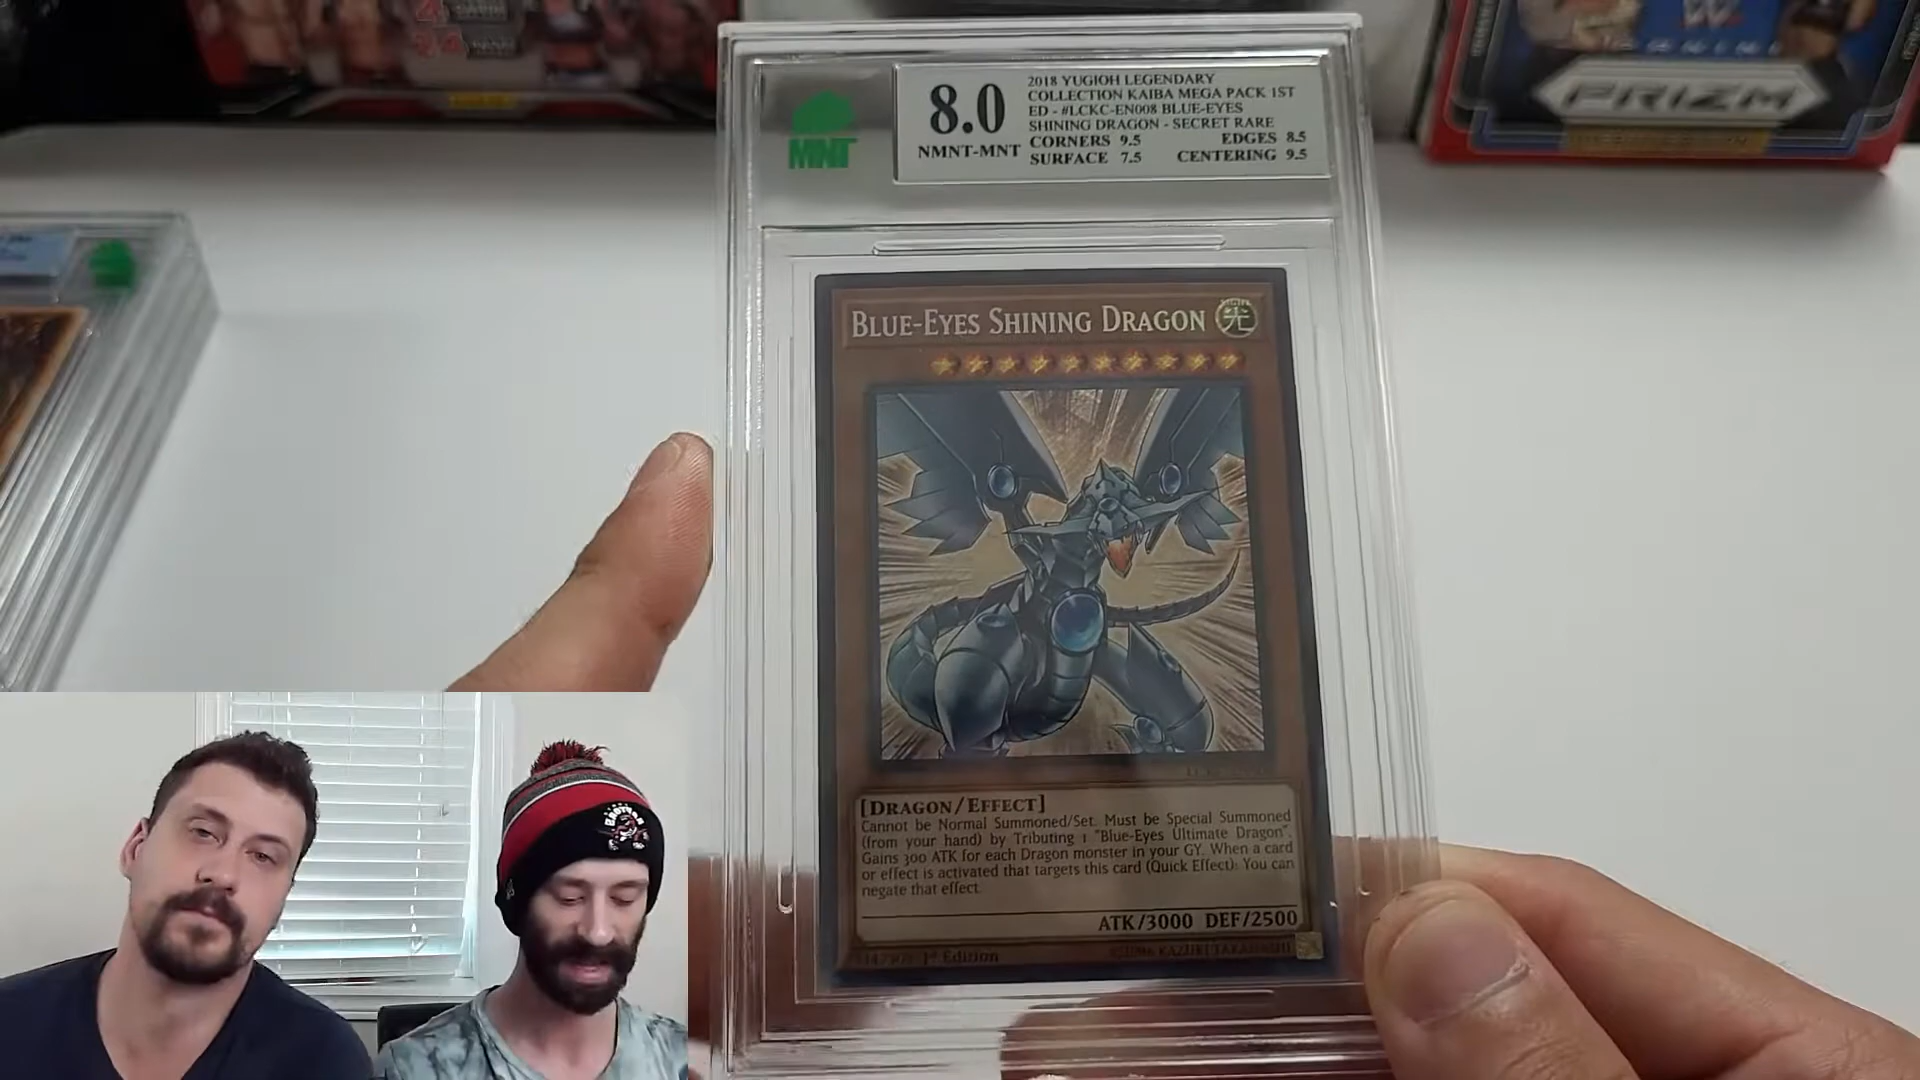 PRIZM
8.0
NMNT-MNT
MNT
2018 YUGIOH LEGENDARY
COLLECTION KAIBA MEGA PACK 1ST
ED - #LCKC-EN008 BLUE-EYES
SHINING DRAGON - SECRET RARE
CORNERS 9.5 EDGES 8.5
SURFACE 7.5 CENTERING 9.5
BLUE-EYES SHINING DRAGON
光
[DRAGON/EFFECT]
Cannot be Normal Summoned/Set. Must be Special Summoned
(from your hand) by Tributing 1 "Blue-Eyes Ultimate Dragon".
Gains 300 ATK for each Dragon monster in your GY. When a card
or effect is activated that targets this card (Quick Effect): You can
negate that effect.
ATK/3000 DEF/2500
1st Edition
©1996 KAZUKI TAKAHASHI